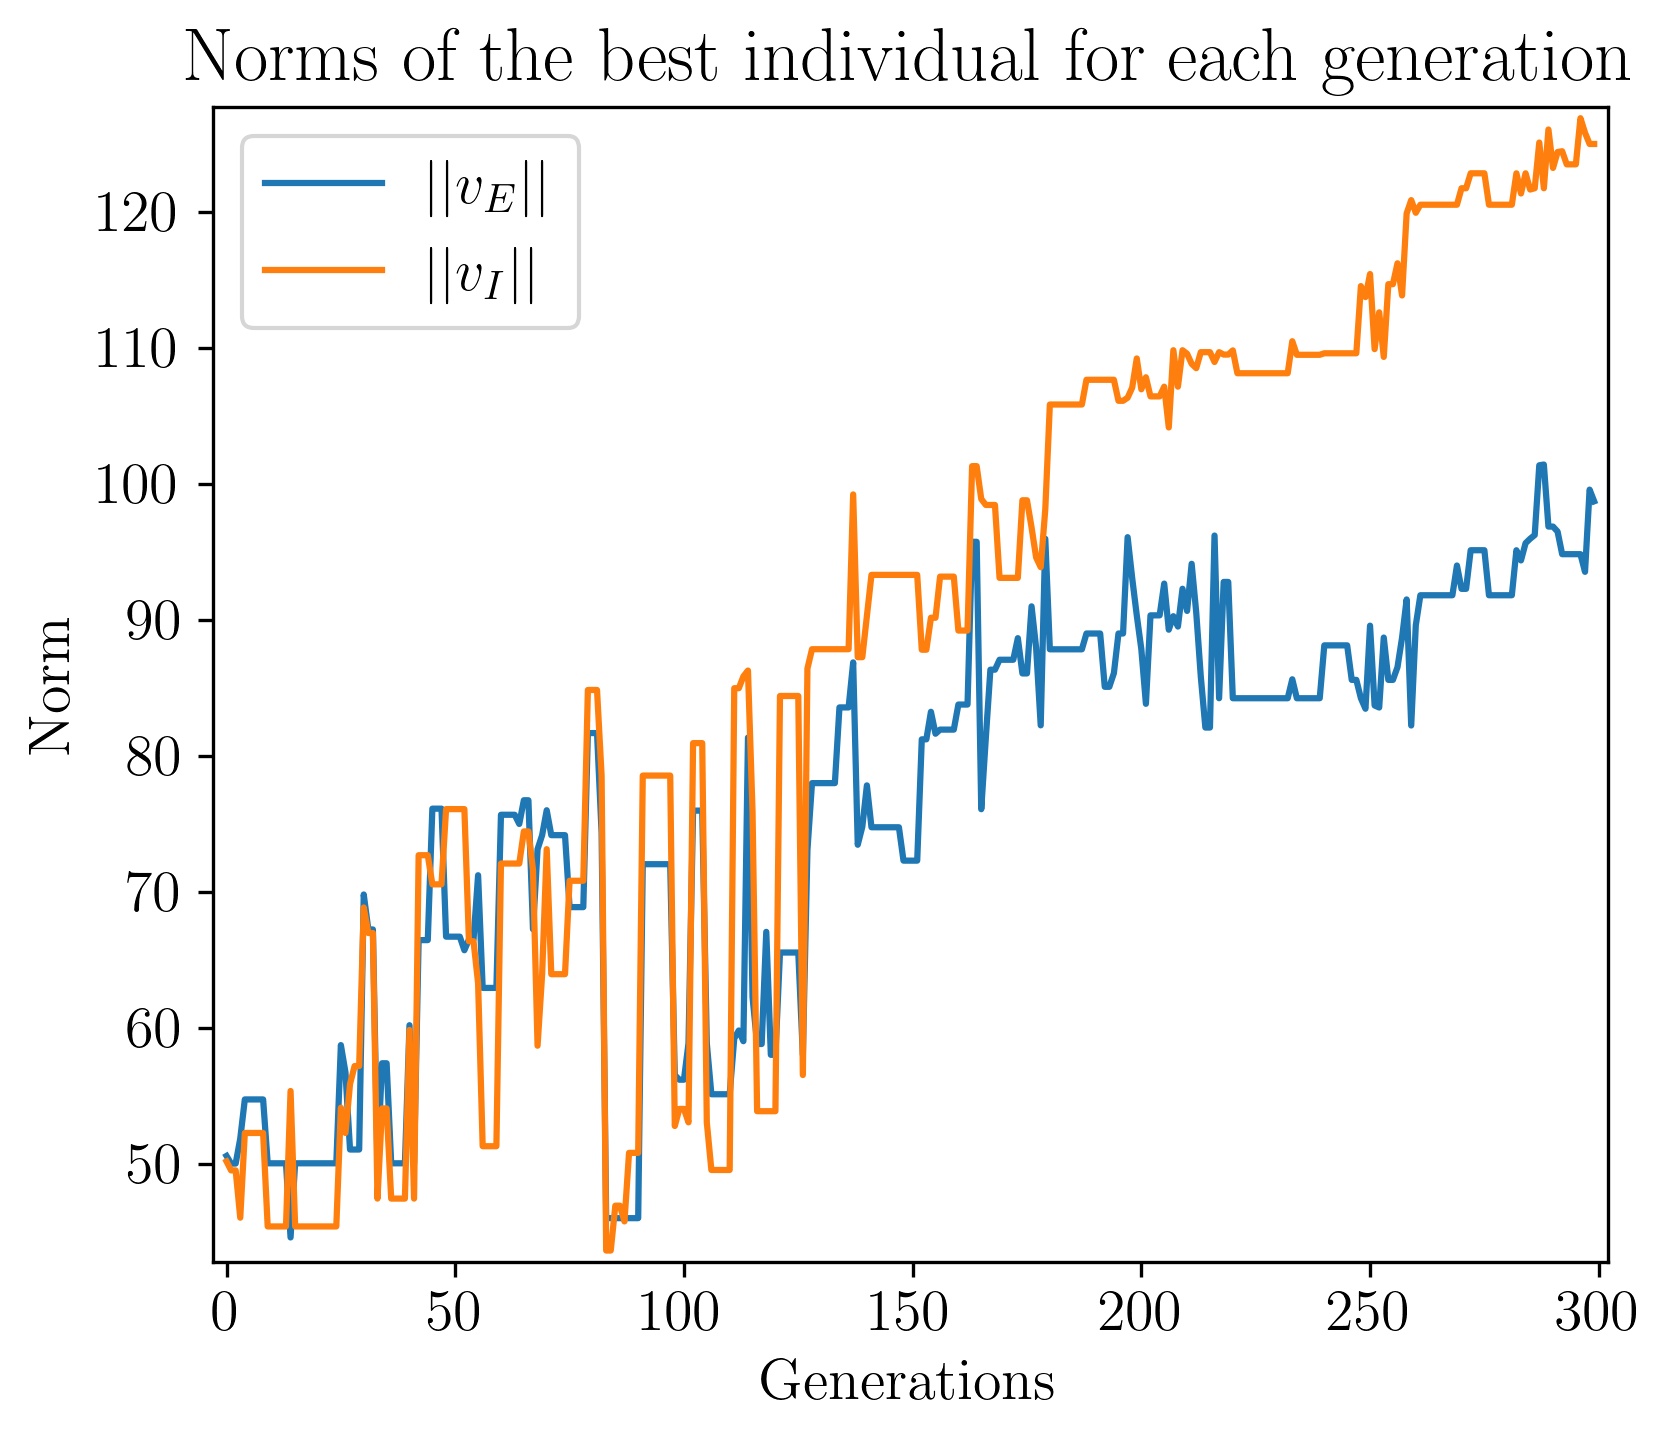 Norms of the best individual for each generation
||v_E||
||v_I||
120
110
100
90
80
70
60
50
Norm
0 50 100 150 200 250 300
Generations